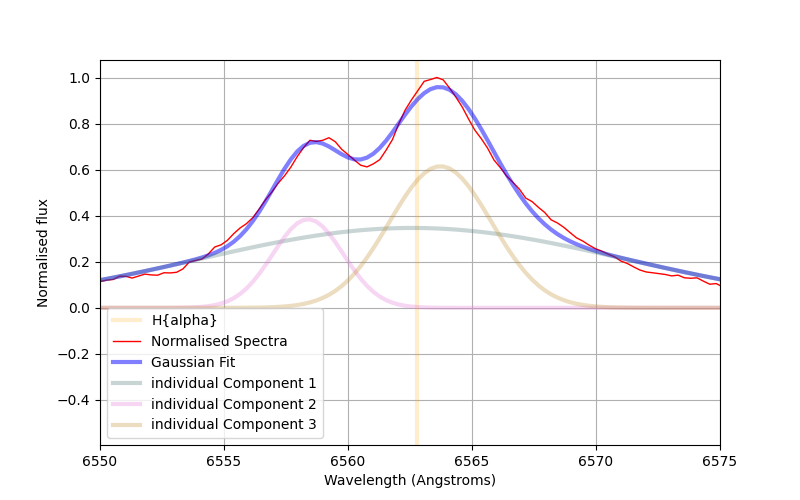 1.0
0.8
0.6
0.4
0.2
0.0
−0.2
−0.4
Normalised flux
H{alpha}
Normalised Spectra
Gaussian Fit
individual Component 1
individual Component 2
individual Component 3
6550 6555 6560 6565 6570 6575
Wavelength (Angstroms)